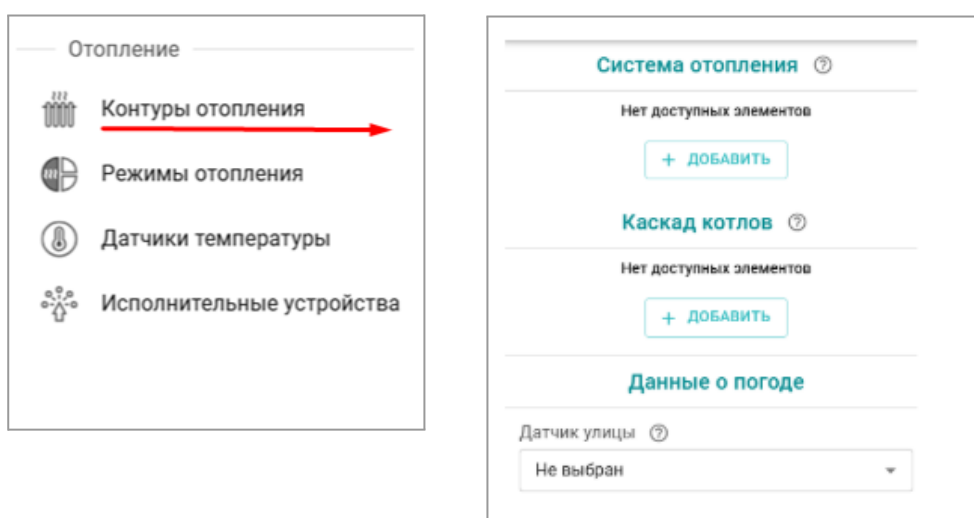 Отопление
Контуры отопления
Режимы отопления
Датчики температуры
Исполнительные устройства
Система отопления ?
Нет доступных элементов
+ ДОБАВИТЬ
Каскад котлов ?
Нет доступных элементов
+ ДОБАВИТЬ
Данные о погоде
Датчик улицы ?
Не выбран